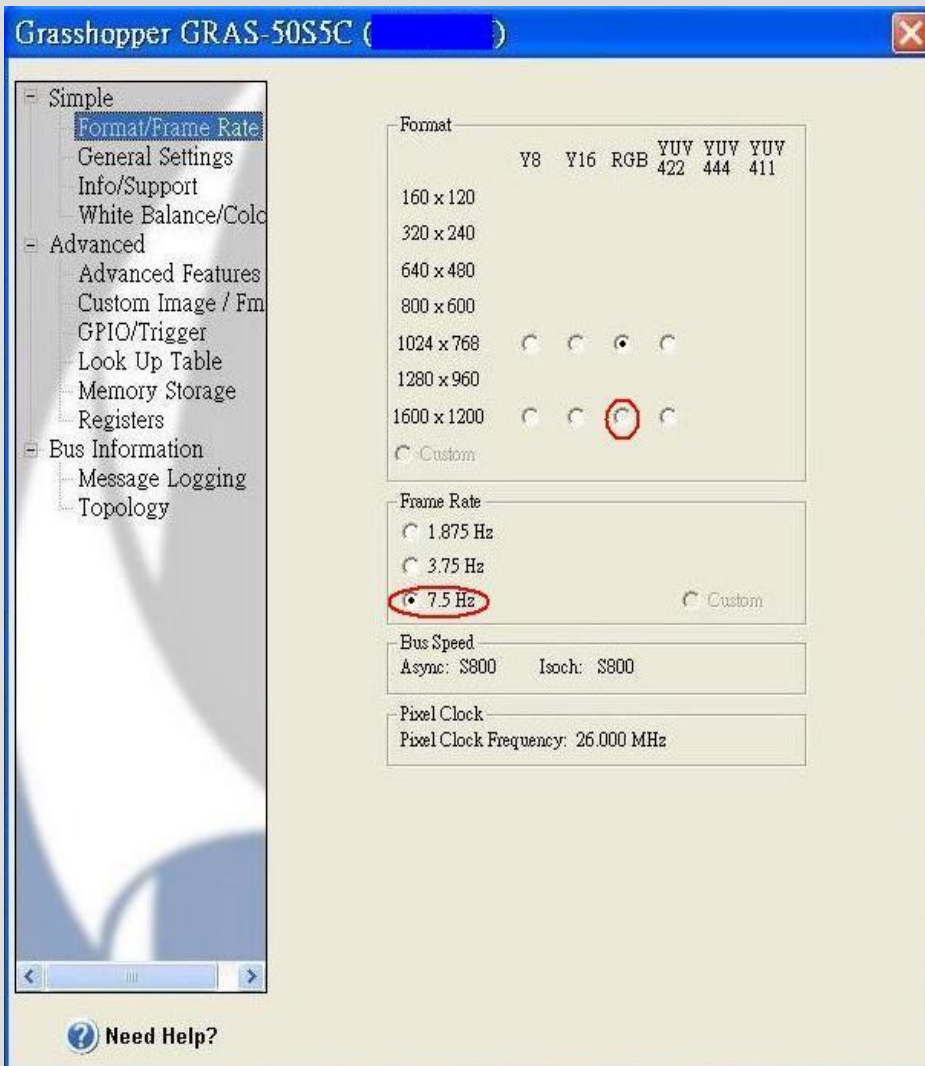 Grasshopper GRAS-50S5C ( )
Simple
Format/Frame Rate
General Settings
Info/Support
White Balance/Colo
Advanced
Advanced Features
Custom Image / Fm
GPIO/Trigger
Look Up Table
Memory Storage
Registers
Bus Information
Message Logging
Topology
Format
Y8 Y16 RGB YUV 422 YUV 444 YUV 411
160 x 120
320 x 240
640 x 480
800 x 600
1024 x 768
1280 x 960
1600 x 1200
Custom
Frame Rate
1.875 Hz
3.75 Hz
7.5 Hz Custom
Bus Speed
Async: S800 Isoch: S800
Pixel Clock
Pixel Clock Frequency: 26.000 MHz
Need Help?